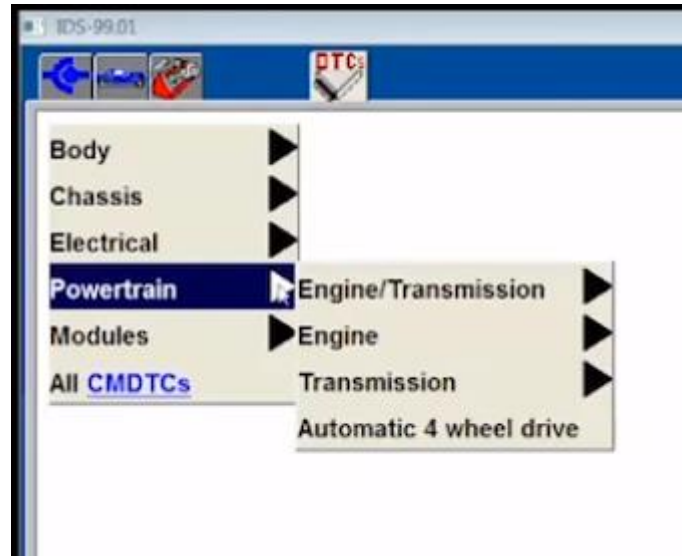 IDS-99.01
DTCs
Body
Chassis
Electrical
Powertrain
Modules
All CMDTCs
Engine/Transmission
Engine
Transmission
Automatic 4 wheel drive